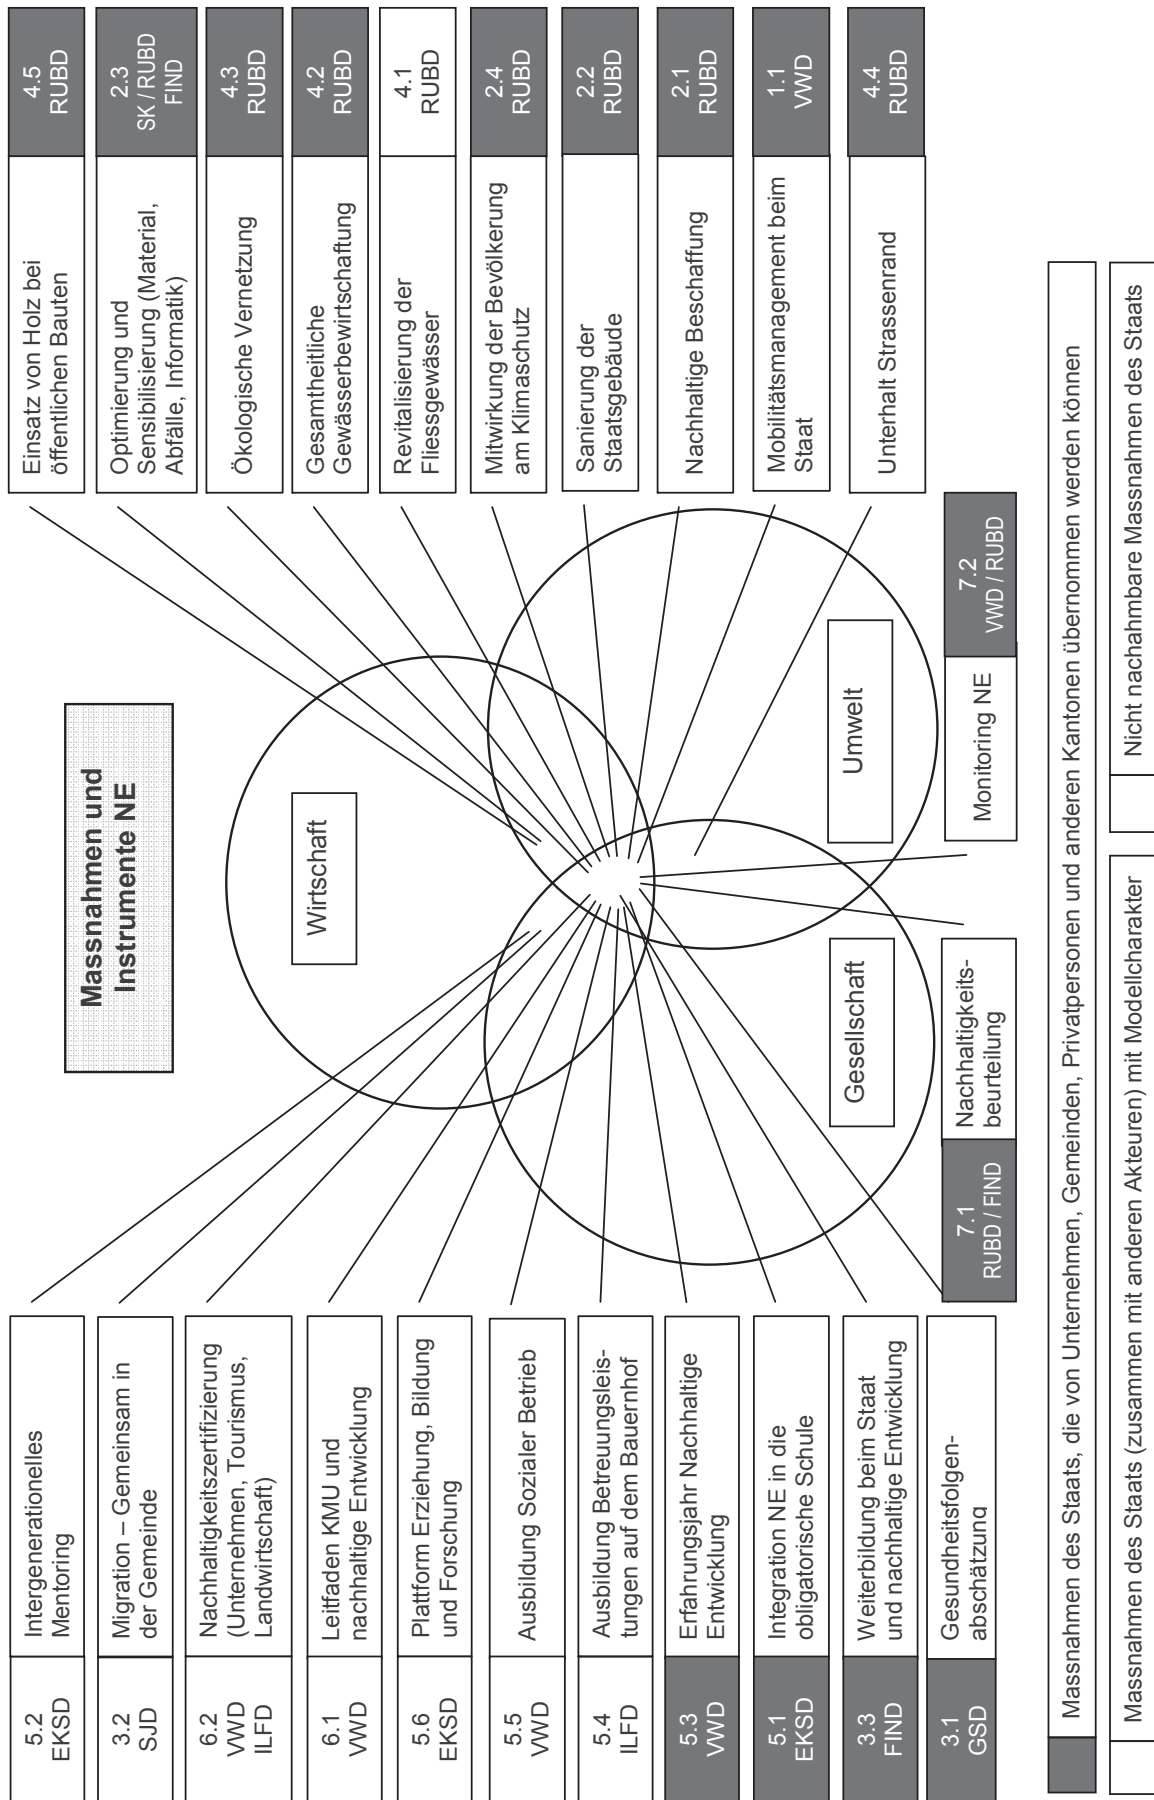 Massnahmen und
Instrumente NE
5.2
EKSD
Intergenerationelles
Mentoring
3.2
SJD
Migration – Gemeinsam in
der Gemeinde
6.2
VWD
ILFD
Nachhaltigkeitszertifizierung
(Unternehmen, Tourismus,
Landwirtschaft)
6.1
VWD
Leitfaden KMU und
nachhaltige Entwicklung
5.6
EKSD
Plattform Erziehung, Bildung
und Forschung
5.5
VWD
Ausbildung Sozialer Betrieb
5.4
ILFD
Ausbildung Betreuungsleis-
tungen auf dem Bauernhof
5.3
VWD
Erfahrungsjahr Nachhaltige
Entwicklung
5.1
EKSD
Integration NE in die
obligatorische Schule
3.3
FIND
Weiterbildung beim Staat
und nachhaltige Entwicklung
3.1
GSD
Gesundheitsfolgen-
abschätzung
Wirtschaft
Gesellschaft
Umwelt
7.1
RUBD / FIND
Nachhaltigkeits-
beurteilung
Monitoring NE
7.2
VWD / RUBD
Einsatz von Holz bei
öffentlichen Bauten
4.5
RUBD
Optimierung und
Sensibilisierung (Material,
Abfälle, Informatik)
2.3
SK / RUBD
FIND
Ökologische Vernetzung
4.3
RUBD
Gesamtheitliche
Gewässerbewirtschaftung
4.2
RUBD
Revitalisierung der
Fliessgewässer
4.1
RUBD
Mitwirkung der Bevölkerung
am Klimaschutz
2.4
RUBD
Sanierung der
Staatsgebäude
2.2
RUBD
Nachhaltige Beschaffung
2.1
RUBD
Mobilitätsmanagement beim
Staat
1.1
VWD
Unterhalt Strassenrand
4.4
RUBD
Massnahmen des Staats, die von Unternehmen, Gemeinden, Privatpersonen und anderen Kantonen übernommen werden können
Massnahmen des Staats (zusammen mit anderen Akteuren) mit Modelcharakter
Nicht nachahmbare Massnahmen des Staats